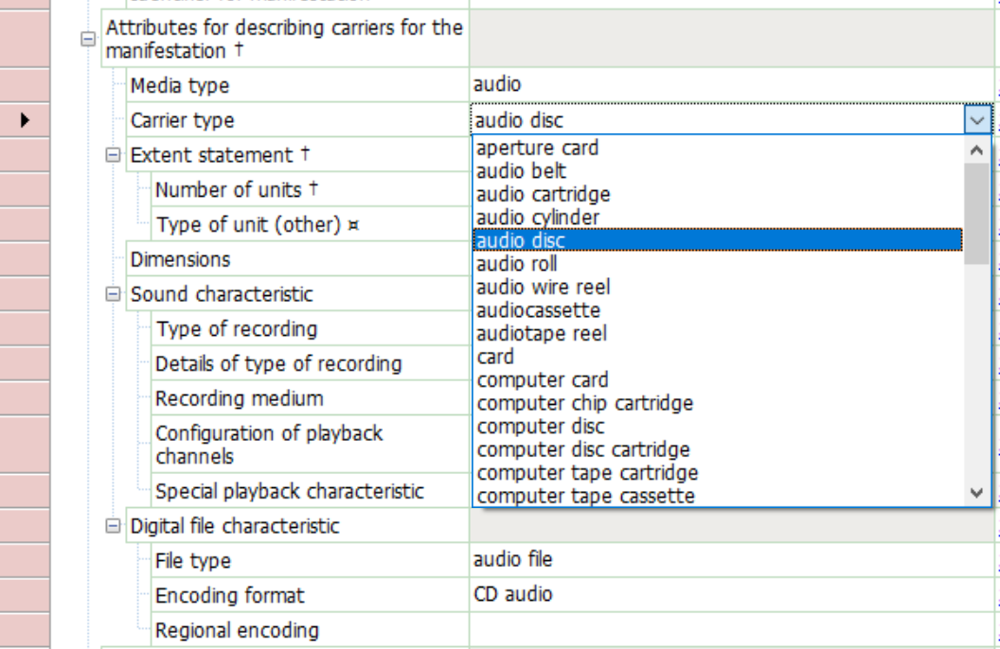 Attributes for describing carriers for the
manifestation †
Media type
audio
Carrier type
audio disc
Extent statement †
Number of units †
Type of unit (other) ¤
Dimensions
Sound characteristic
Type of recording
Details of type of recording
Recording medium
Configuration of playback
channels
Special playback characteristic
aperture card
audio belt
audio cartridge
audio cylinder
audio disc
audio roll
audio wire reel
audiocassette
audiotape reel
card
computer card
computer chip cartridge
computer disc
computer disc cartridge
computer tape cartridge
computer tape cassette
Digital file characteristic
File type
audio file
Encoding format
CD audio
Regional encoding